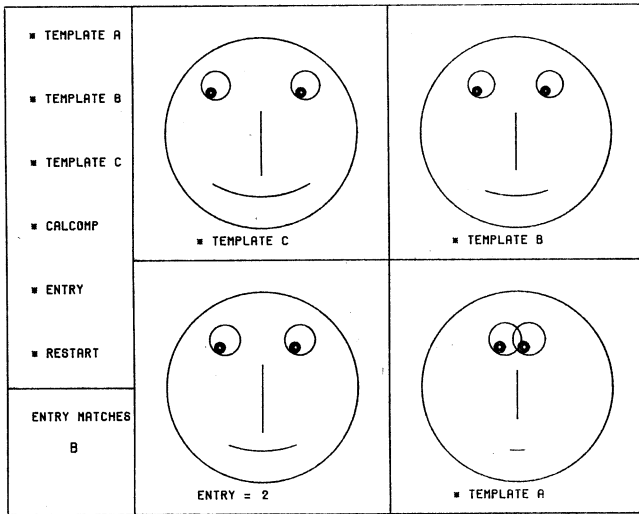 * TEMPLATE A
* TEMPLATE B
* TEMPLATE C
* CALCOMP
* ENTRY
* RESTART
ENTRY MATCHES
B
* TEMPLATE C
* TEMPLATE B
ENTRY = 2
* TEMPLATE A